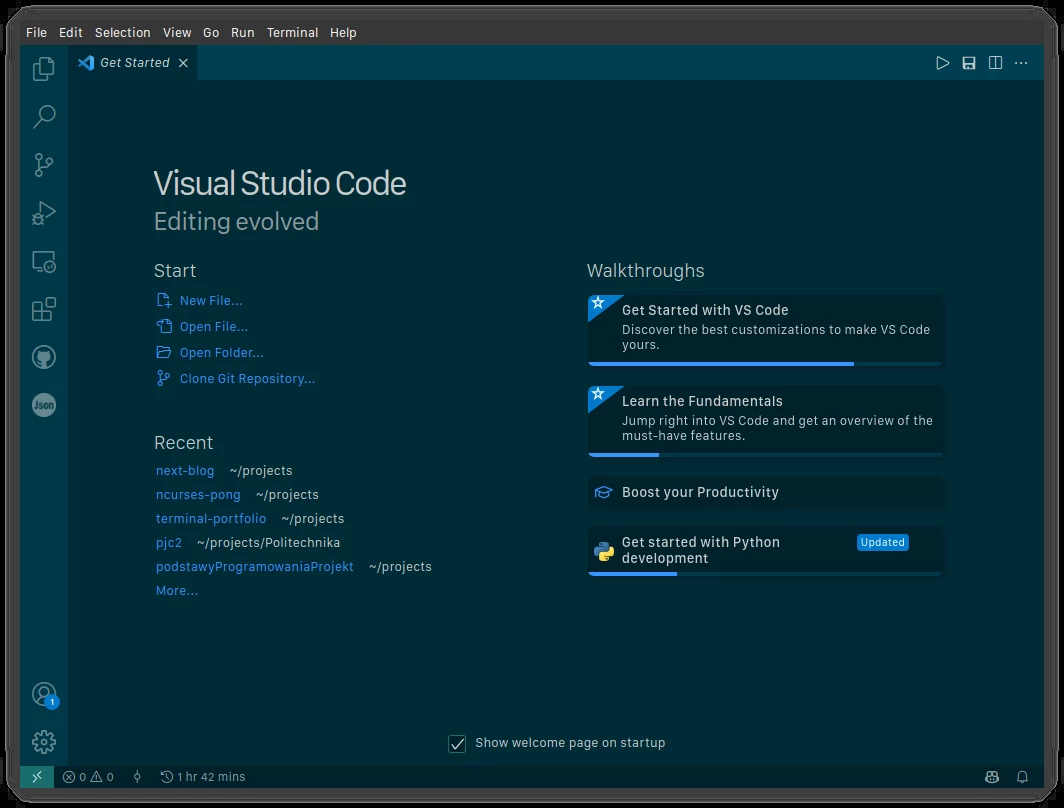 File Edit Selection View Go Run Terminal Help
Get Started
Visual Studio Code
Editing evolved
Start
New File...
Open File...
Open Folder...
Clone Git Repository...
Recent
next-blog ~/projects
ncurses-pong ~/projects
terminal-portfolio ~/projects
pjc2 ~/projects/Politechnika
podstawyProgramowaniaProjekt ~/projects
More...
Walkthroughs
Get Started with VS Code
Discover the best customizations to make VS Code
yours.
Learn the Fundamentals
Jump right into VS Code and get an overview of the
must-have features.
Boost your Productivity
Get started with Python
development
Updated
Json
1
Show welcome page on startup
0 0 1 hr 42 mins